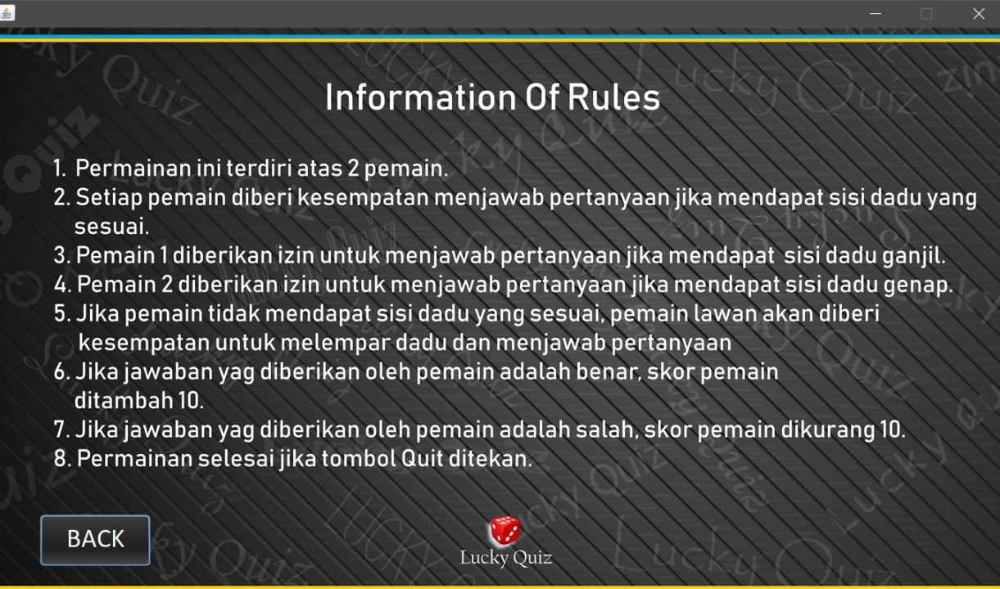 Information Of Rules
1. Permainan ini terdiri atas 2 pemain.
2. Setiap pemain diberi kesempatan menjawab pertanyaan jika mendapat sisi dadu yang
sesuai.
3. Pemain 1 diberikan izin untuk menjawab pertanyaan jika mendapat sisi dadu ganjil.
4. Pemain 2 diberikan izin untuk menjawab pertanyaan jika mendapat sisi dadu genap.
5. Jika pemain tidak mendapat sisi dadu yang sesuai, pemain lawan akan diberi
kesempatan untuk melempar dadu dan menjawab pertanyaan
6. Jika jawaban yag diberikan oleh pemain adalah benar, skor pemain
ditambah 10.
7. Jika jawaban yag diberikan oleh pemain adalah salah, skor pemain dikurang 10.
8. Permainan selesai jika tombol Quit ditekan.
BACK
Lucky Quiz